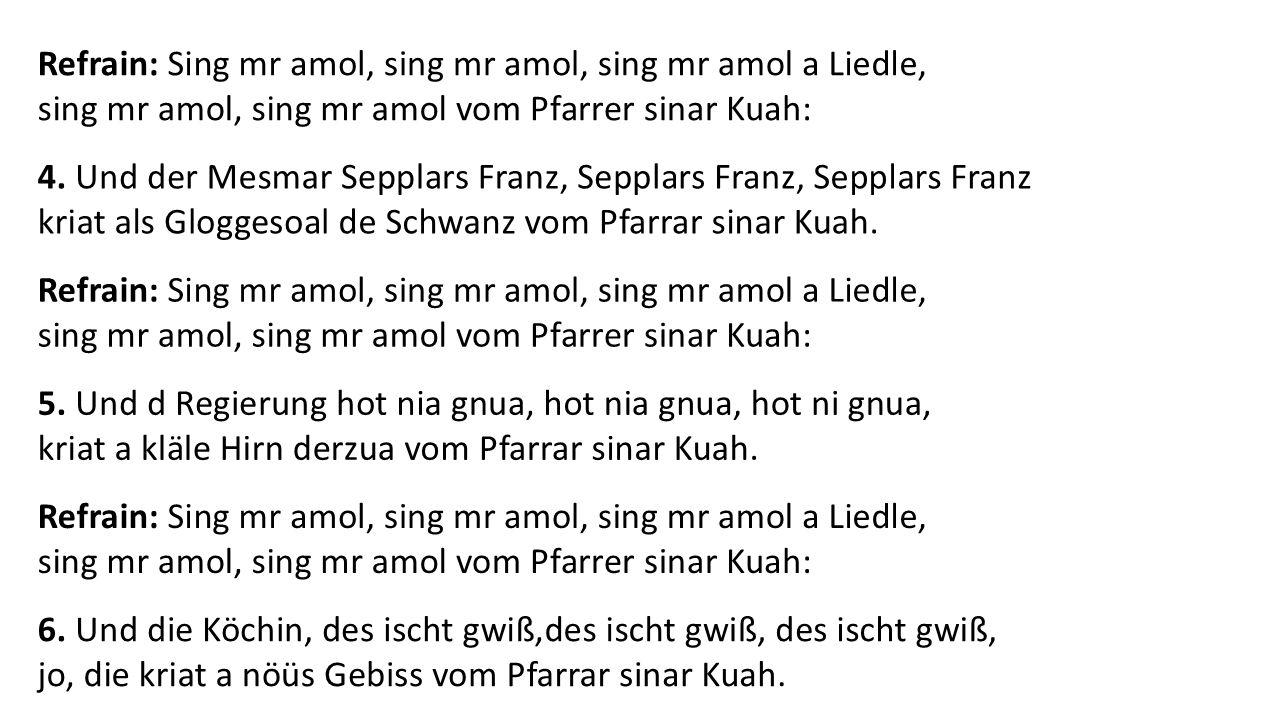 Refrain: Sing mr amol, sing mr amol, sing mr amol a Liedle,
sing mr amol, sing mr amol vom Pfarrer sinar Kuah:
4. Und der Mesmar Sepplars Franz, Sepplars Franz, Sepplars Franz
kriat als Gloggesoal de Schwanz vom Pfarrar sinar Kuah.
Refrain: Sing mr amol, sing mr amol, sing mr amol a Liedle,
sing mr amol, sing mr amol vom Pfarrer sinar Kuah:
5. Und d Regierung hot nia gnua, hot nia gnua, hot ni gnua,
kriat a kläle Hirn derzua vom Pfarrar sinar Kuah.
Refrain: Sing mr amol, sing mr amol, sing mr amol a Liedle,
sing mr amol, sing mr amol vom Pfarrer sinar Kuah:
6. Und die Köchin, des ischt gwiß,des ischt gwiß, des ischt gwiß,
jo, die kriat a nöüs Gebiss vom Pfarrar sinar Kuah.